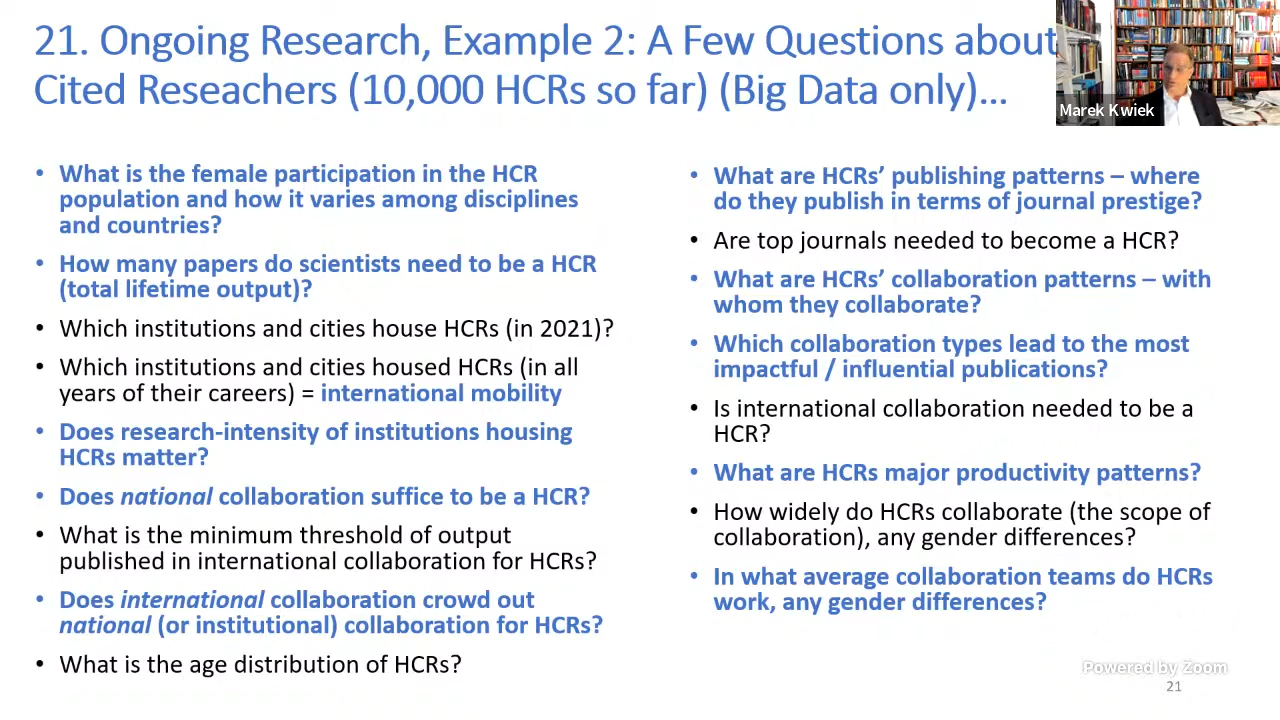 21. Ongoing Research, Example 2: A Few Questions about
Cited Reseachers (10,000 HCRs so far) (Big Data only)…
Marek Kwiek
• What is the female participation in the HCR
population and how it varies among disciplines
and countries?
• How many papers do scientists need to be a HCR
(total lifetime output)?
• Which institutions and cities house HCRs (in 2021)?
• Which institutions and cities housed HCRs (in all
years of their careers) = international mobility
• Does research-intensity of institutions housing
HCRs matter?
• Does national collaboration suffice to be a HCR?
• What is the minimum threshold of output
published in international collaboration for HCRs?
• Does international collaboration crowd out
national (or institutional) collaboration for HCRs?
• What is the age distribution of HCRs?
• What are HCRs’ publishing patterns – where
do they publish in terms of journal prestige?
• Are top journals needed to become a HCR?
• What are HCRs’ collaboration patterns – with
whom they collaborate?
• Which collaboration types lead to the most
impactful / influential publications?
• Is international collaboration needed to be a
HCR?
• What are HCRs major productivity patterns?
• How widely do HCRs collaborate (the scope of
collaboration), any gender differences?
• In what average collaboration teams do HCRs
work, any gender differences?
Powered by Zoom
21